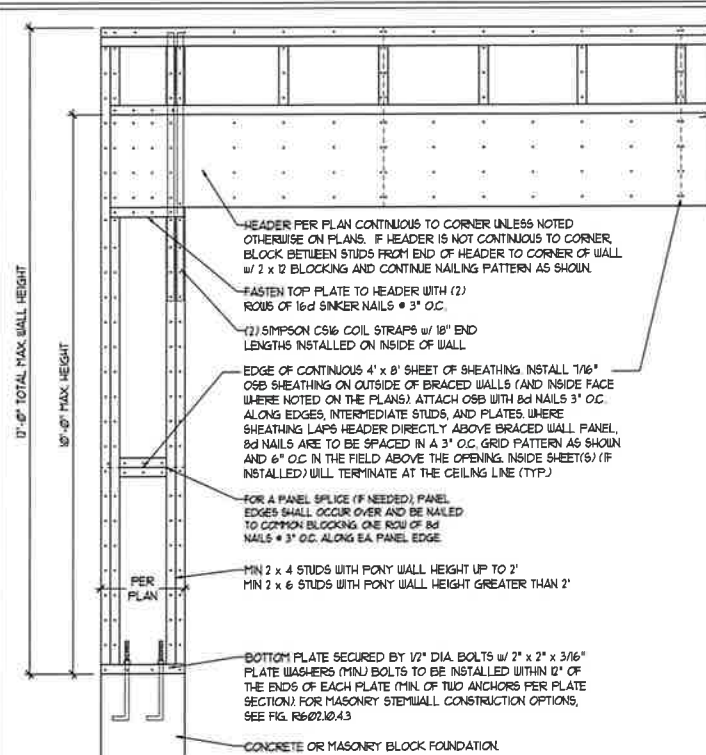 12'-0" TOTAL MAX. WALL HEIGHT
10'-0" MAX. HEIGHT
HEADER PER PLAN CONTINUOUS TO CORNER UNLESS NOTED
OTHERWISE ON PLANS. IF HEADER IS NOT CONTINUOUS TO CORNER,
BLOCK BETWEEN STUDS FROM END OF HEADER TO CORNER OF WALL
w/ 2 x 12 BLOCKING AND CONTINUE NAILING PATTERN AS SHOWN.
FASTEN TOP PLATE TO HEADER WITH (2)
ROWS OF 16d SINKER NAILS @ 3" O.C.
(2) SIMPSON CS16 COIL STRAPS w/ 18" END
LENGTHS INSTALLED ON INSIDE OF WALL
EDGE OF CONTINUOUS 4' x 8' SHEET OF SHEATHING. INSTALL 7/16"
OSB SHEATHING ON OUTSIDE OF BRACED WALLS (AND INSIDE FACE
WHERE NOTED ON THE PLANS). ATTACH OSB WITH 8d NAILS 3" O.C.
ALONG EDGES, INTERMEDIATE STUDS, AND PLATES. WHERE
SHEATHING LAPS HEADER DIRECTLY ABOVE BRACED WALL PANEL,
8d NAILS ARE TO BE SPACED IN A 3" O.C. GRID PATTERN AS SHOWN
AND 6" O.C. IN THE FIELD ABOVE THE OPENING. INSIDE SHEET(S) (IF
INSTALLED) WILL TERMINATE AT THE CEILING LINE (TYP.)
FOR A PANEL SPLICE (IF NEEDED), PANEL
EDGES SHALL OCCUR OVER AND BE NAILED
TO COMMON BLOCKING. ONE ROW OF 8d
NAILS @ 3" O.C. ALONG EA. PANEL EDGE.
PER
PLAN
MIN 2 x 4 STUDS WITH PONY WALL HEIGHT UP TO 2'
MIN 2 x 6 STUDS WITH PONY WALL HEIGHT GREATER THAN 2'
BOTTOM PLATE SECURED BY 1/2" DIA. BOLTS w/ 2" x 2" x 3/16"
PLATE WASHERS (MIN.) BOLTS TO BE INSTALLED WITHIN 12" OF
THE ENDS OF EACH PLATE (MIN. OF TWO ANCHORS PER PLATE
SECTION). FOR MASONRY STEMWALL CONSTRUCTION OPTIONS,
SEE FIG. R602.10.4.3
CONCRETE OR MASONRY BLOCK FOUNDATION.